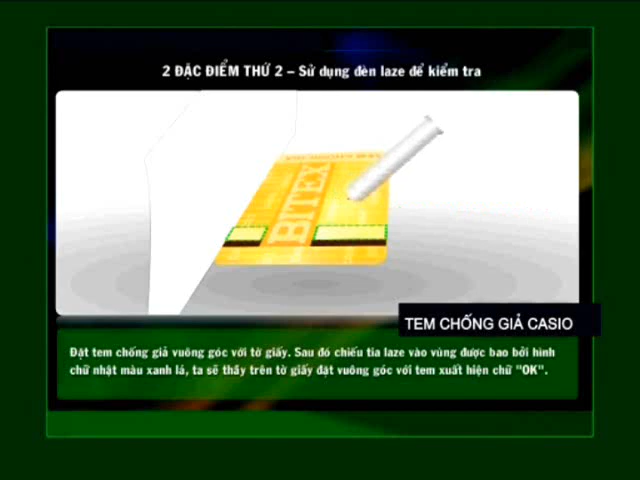 2 ĐẶC ĐIỂM THỨ 2 – Sử dụng đèn laze để kiểm tra
BITEX
TEM CHỐNG GIẢ CASIO
Đặt tem chống giả vuông góc với tờ giấy. Sau đó chiếu tia laze vào vùng được bao bởi hình
chữ nhật màu xanh lá, ta sẽ thấy trên tờ giấy đặt vuông góc với tem xuất hiện chữ "OK".